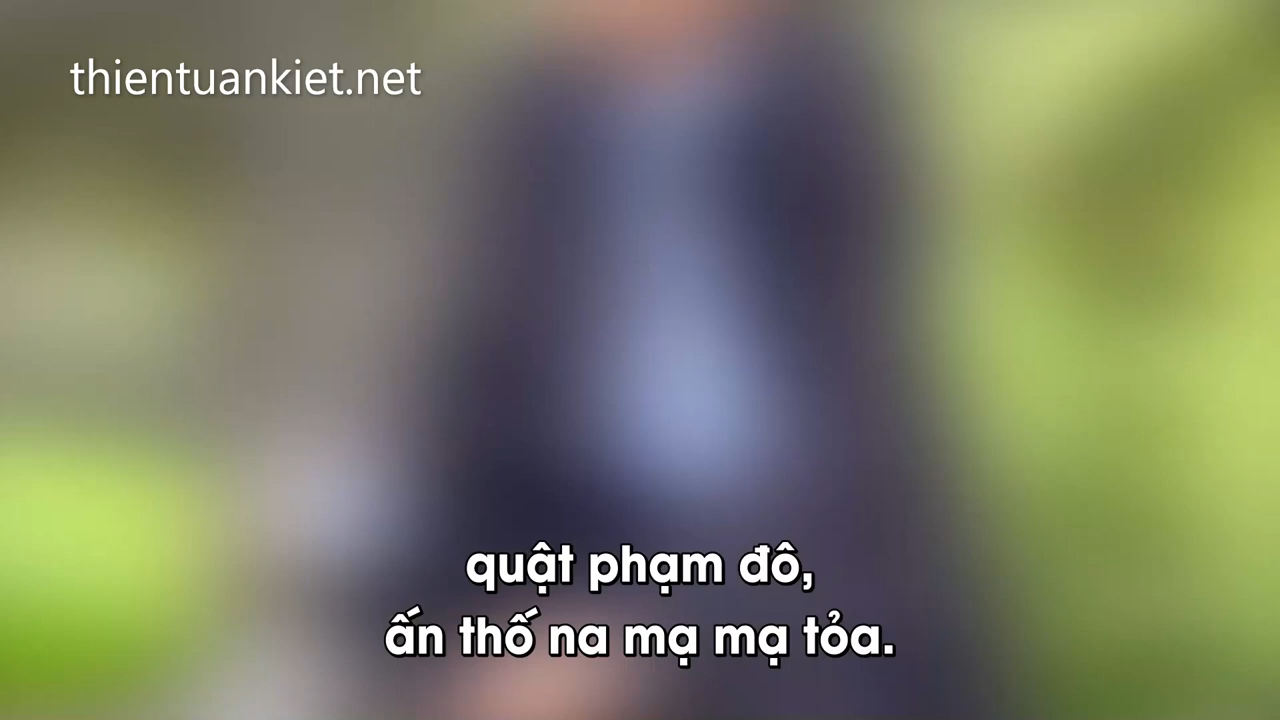 thientuankiet.net
quật phạm đô,
ấn thố na mạ mạ tỏa.